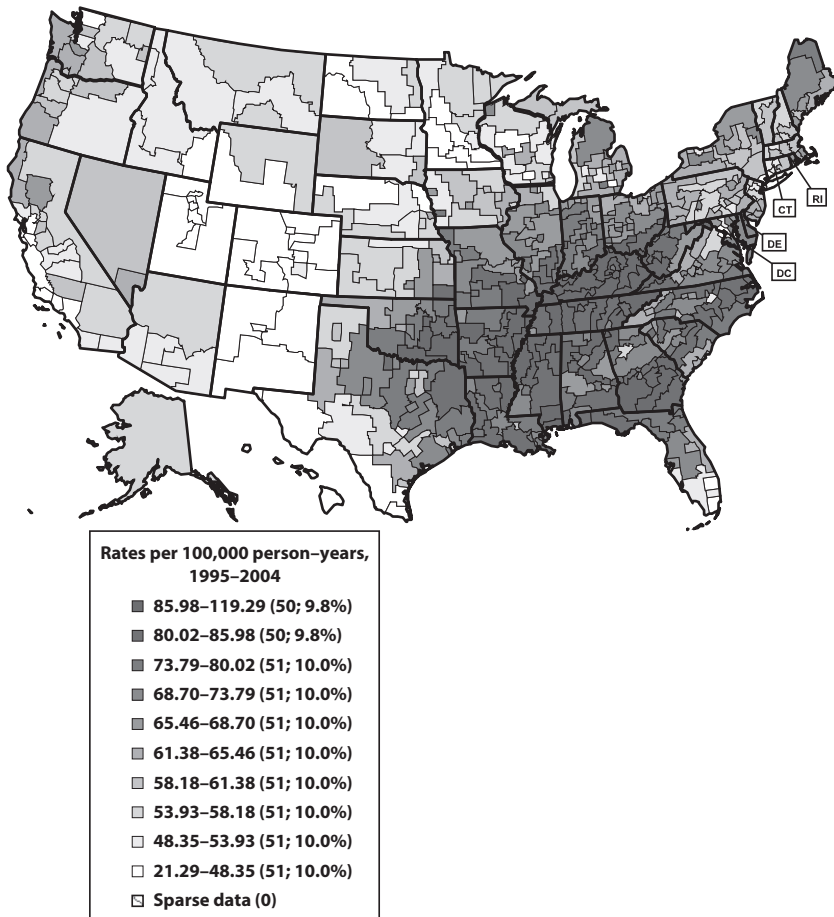 CT
RI
DE
DC
Rates per 100,000 person–years,
1995–2004
85.98–119.29 (50; 9.8%)
80.02–85.98 (50; 9.8%)
73.79–80.02 (51; 10.0%)
68.70–73.79 (51; 10.0%)
65.46–68.70 (51; 10.0%)
61.38–65.46 (51; 10.0%)
58.18–61.38 (51; 10.0%)
53.93–58.18 (51; 10.0%)
48.35–53.93 (51; 10.0%)
21.29–48.35 (51; 10.0%)
Sparse data (0)